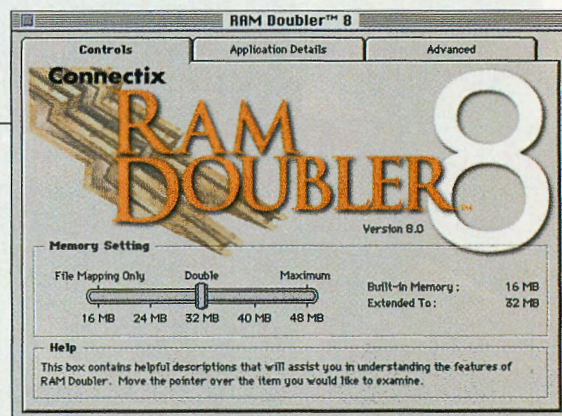 RAM Doubler™ 8
Controls
Application Details
Advanced
Connectix
RAM
DOUBLER™
8
Version 8.0
Memory Setting
File Mapping Only
Double
Maximum
16 MB
24 MB
32 MB
40 MB
48 MB
Built-in Memory :
16 MB
Extended To :
32 MB
Help
This box contains helpful descriptions that will assist you in understanding the features of
RAM Doubler. Move the pointer over the item you would like to examine.